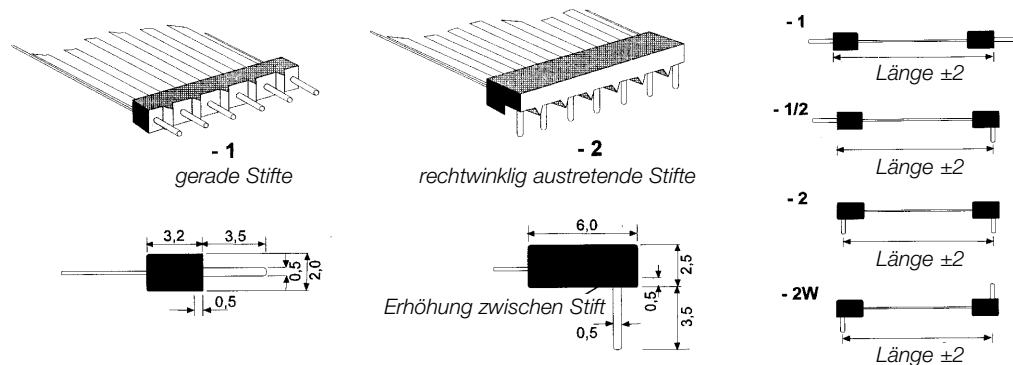 - 1
gerade Stifte
- 2
rechtwinklig austretende Stifte
3,2
3,5
0,5
2,0
0,5
6,0
2,5
0,5
3,5
Erhöhung zwischen Stift
0,5
- 1
Länge ±2
- 1/2
Länge ±2
- 2
Länge ±2
- 2W
Länge ±2